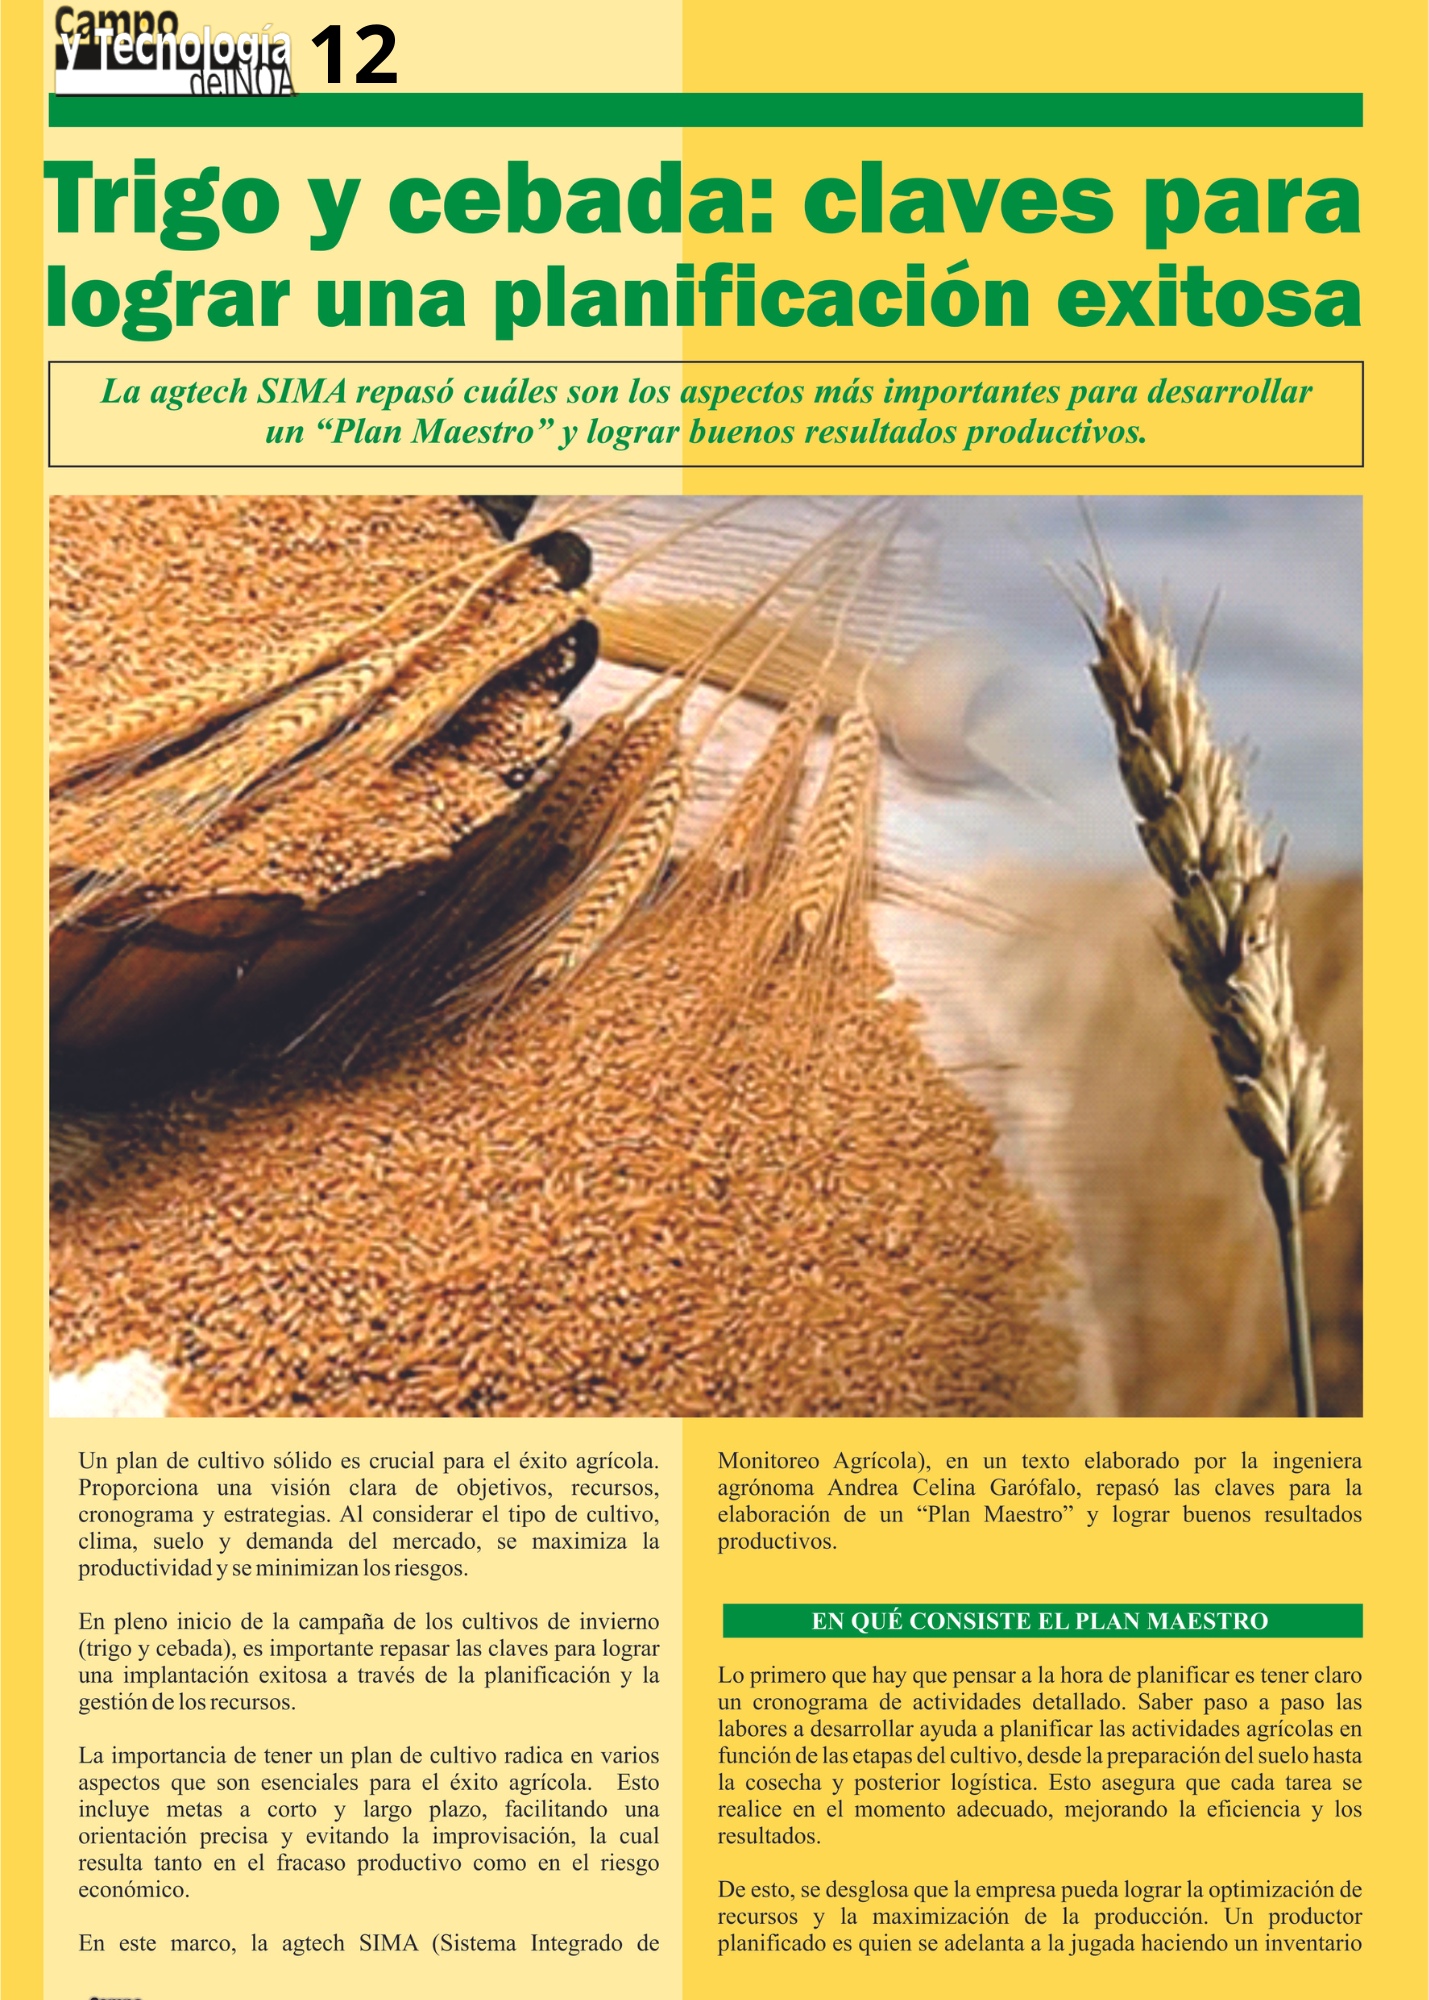 Campo
y Tecnología
del NOA
12
Trigo y cebada: claves para
lograr una planificación exitosa
La agtech SIMA repasó cuáles son los aspectos más importantes para desarrollar
un “Plan Maestro” y lograr buenos resultados productivos.
Un plan de cultivo sólido es crucial para el éxito agrícola.
Proporciona una visión clara de objetivos, recursos,
cronograma y estrategias. Al considerar el tipo de cultivo,
clima, suelo y demanda del mercado, se maximiza la
productividad y se minimizan los riesgos.
En pleno inicio de la campaña de los cultivos de invierno
(trigo y cebada), es importante repasar las claves para lograr
una implantación exitosa a través de la planificación y la
gestión de los recursos.
La importancia de tener un plan de cultivo radica en varios
aspectos que son esenciales para el éxito agrícola. Esto
incluye metas a corto y largo plazo, facilitando una
orientación precisa y evitando la improvisación, la cual
resulta tanto en el fracaso productivo como en el riesgo
económico.
En este marco, la agtech SIMA (Sistema Integrado de
Monitoreo Agrícola), en un texto elaborado por la ingeniera
agrónoma Andrea Celina Garófalo, repasó las claves para la
elaboración de un “Plan Maestro” y lograr buenos resultados
productivos.
EN QUÉ CONSISTE EL PLAN MAESTRO
Lo primero que hay que pensar a la hora de planificar es tener claro
un cronograma de actividades detallado. Saber paso a paso las
labores a desarrollar ayuda a planificar las actividades agrícolas en
función de las etapas del cultivo, desde la preparación del suelo hasta
la cosecha y posterior logística. Esto asegura que cada tarea se
realice en el momento adecuado, mejorando la eficiencia y los
resultados.
De esto, se desglosa que la empresa pueda lograr la optimización de
recursos y la maximización de la producción. Un productor
planificado es quien se adelanta a la jugada haciendo un inventario